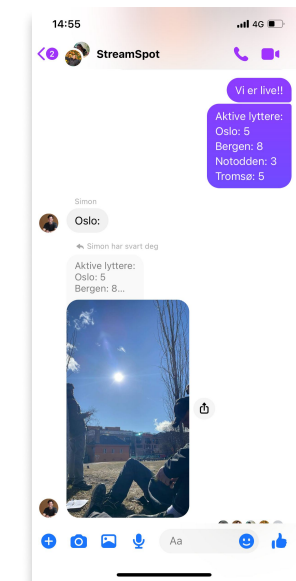 14:55
4G
2
StreamSpot
Vi er live!!
Aktive lyttere:
Oslo: 5
Bergen: 8
Notodden: 3
Tromsø: 5
Simon
Oslo:
Simon har svart deg
Aktive lyttere:
Oslo: 5
Bergen: 8...
Aa